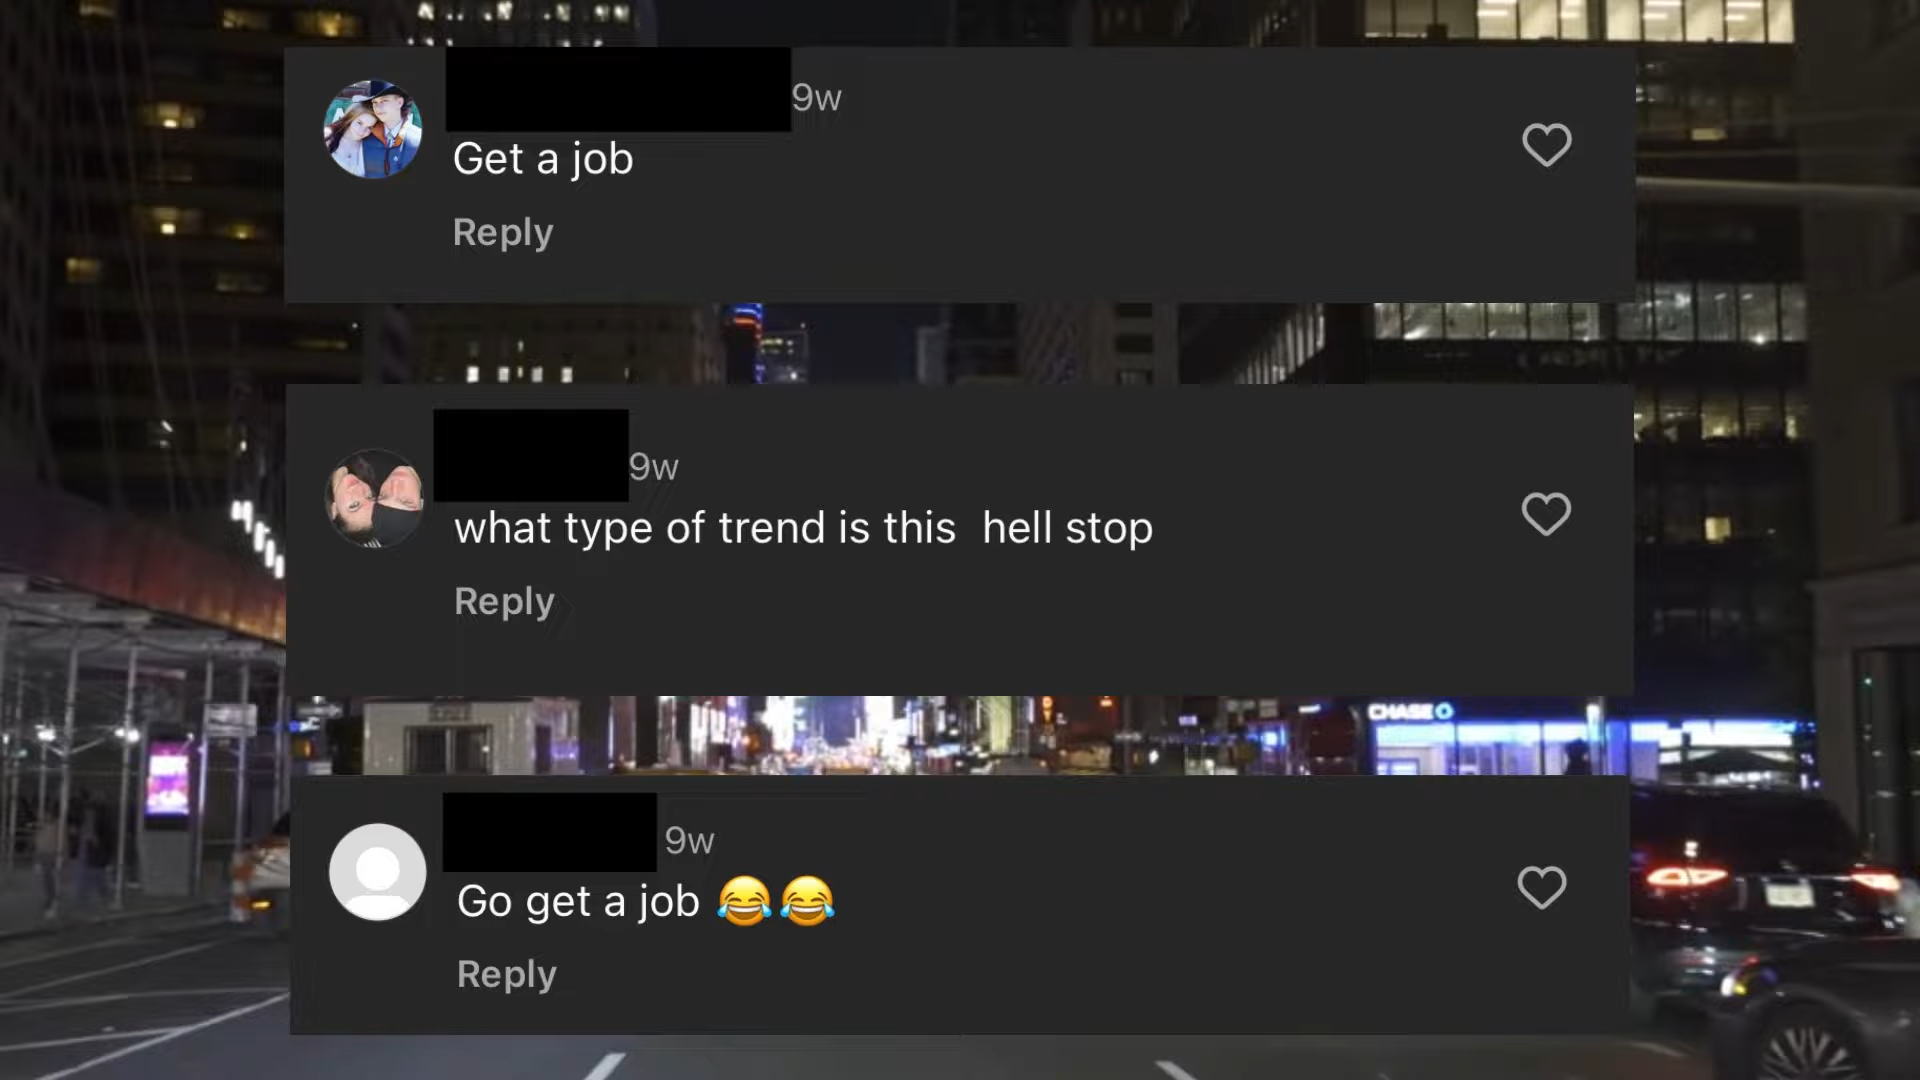 9w
Get a job
Reply
9w
what type of trend is this  hell stop
Reply
CHASE
9w
Go get a job 😂😂
Reply